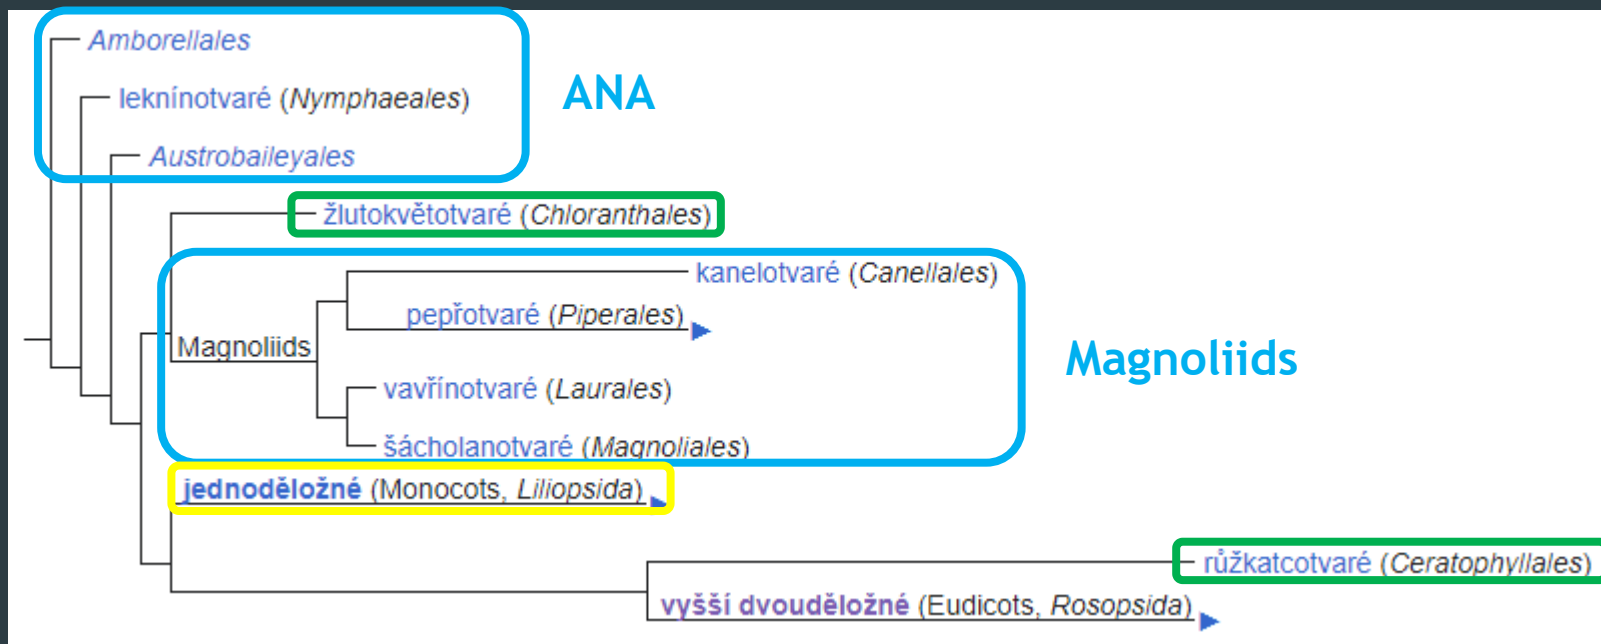 Amborellales
leknínotvaré (Nymphaeales)
ANA
Austrobaileyales
žlutokvětotvaré (Chloranthales)
kanelotvaré (Canellales)
pepřotvaré (Piperales)
Magnoliids
Magnoliids
vavřínotvaré (Laurales)
šácholanotvaré (Magnoliales)
jednoděložné (Monocots, Liliopsida)
růžkatcotvaré (Ceratophyllales)
vyšší dvouděložné (Eudicots, Rosopsida)